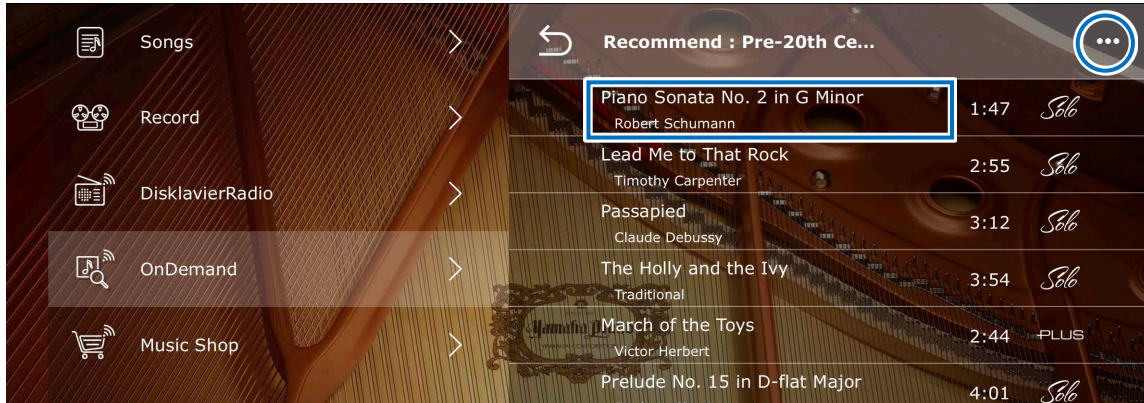 Songs
Record
DisklavierRadio
OnDemand
Music Shop
Recommend : Pre-20th Ce...
Piano Sonata No. 2 in G Minor
Robert Schumann
1:47 Solo
Lead Me to That Rock
Timothy Carpenter
2:55 Solo
Passapied
Claude Debussy
3:12 Solo
The Holly and the Ivy
Traditional
3:54 Solo
March of the Toys
Victor Herbert
2:44 PLUS
Prelude No. 15 in D-flat Major
4:01 Solo
Yamaha